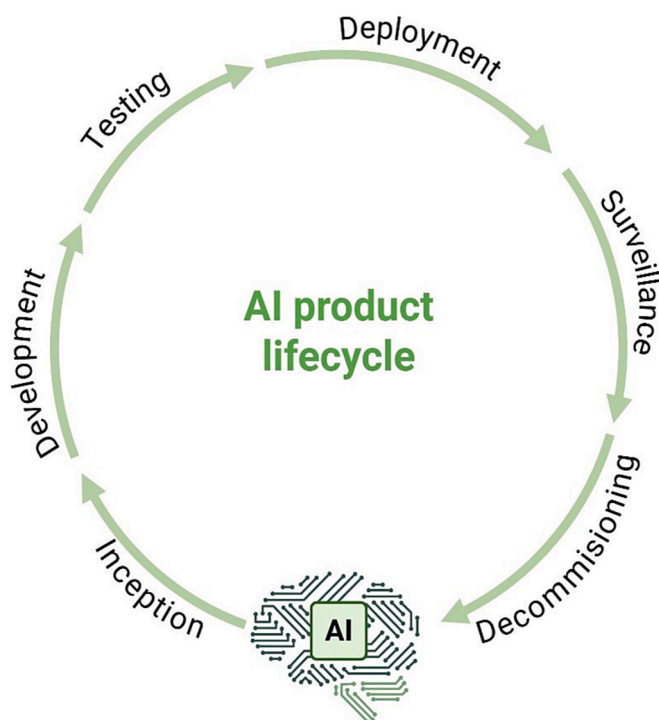 AI product
lifecycle
AI
Inception
Development
Testing
Deployment
Surveillance
Decommisioning